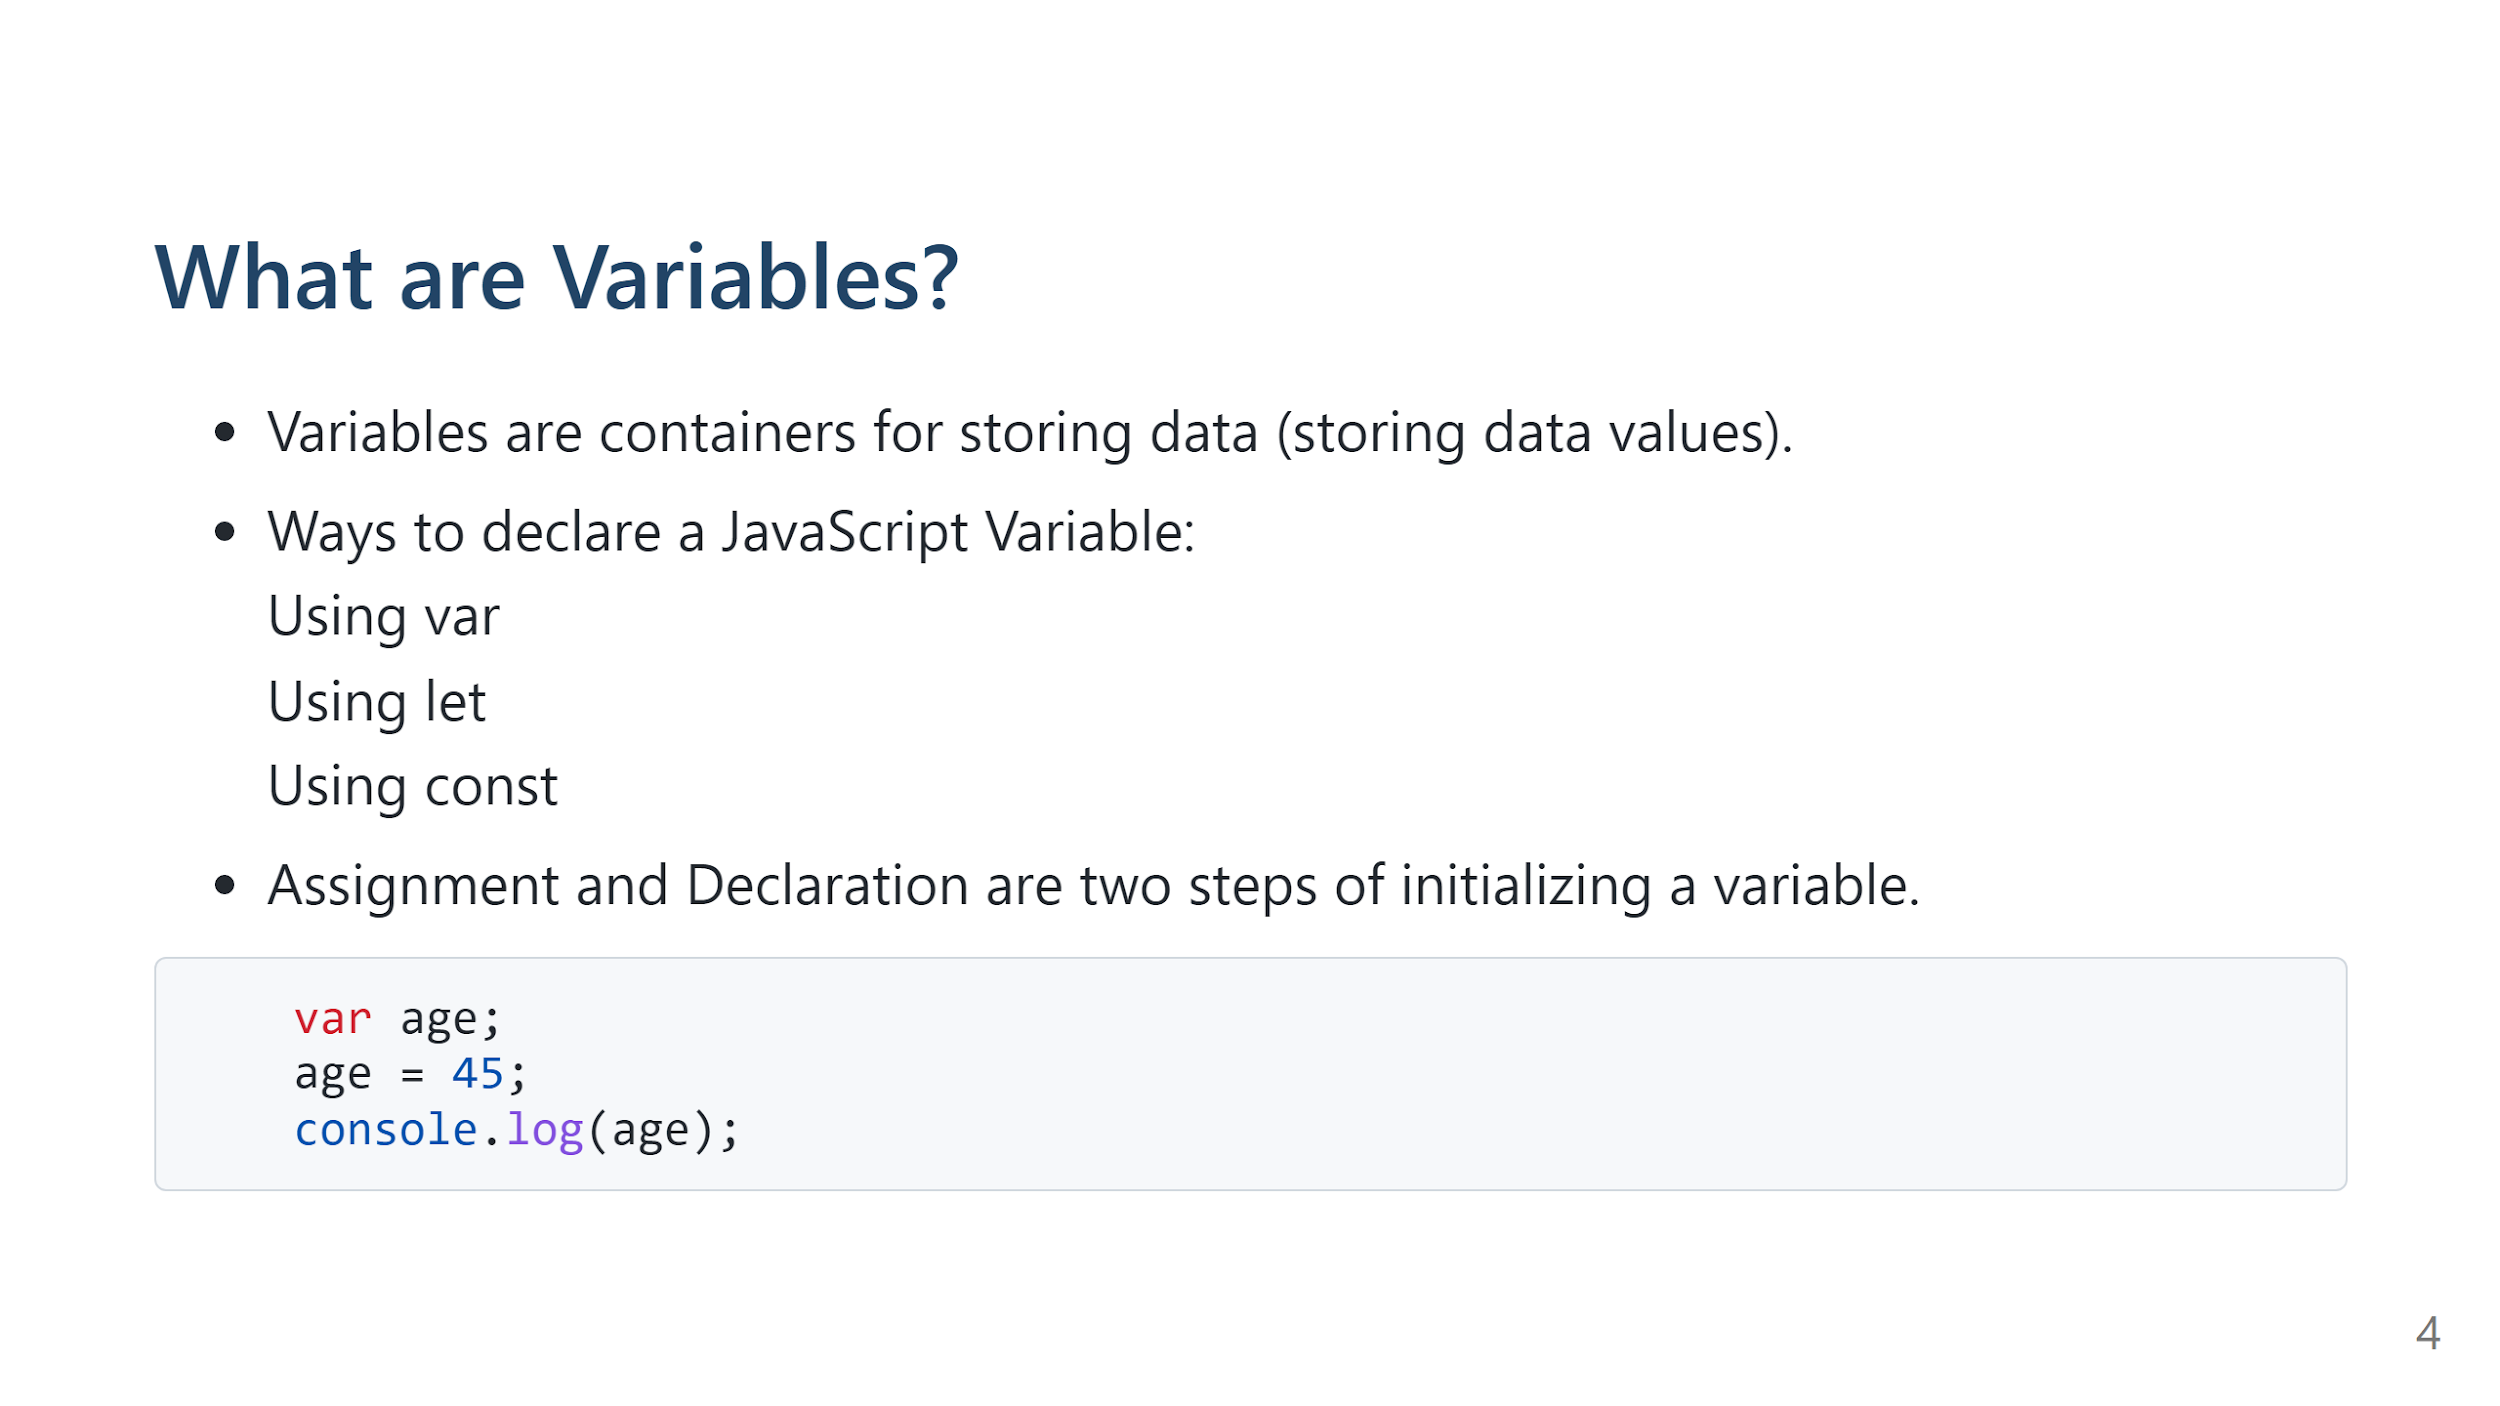 What are Variables?
• Variables are containers for storing data (storing data values).
• Ways to declare a JavaScript Variable:
Using var
Using let
Using const
• Assignment and Declaration are two steps of initializing a variable.
var age;
age = 45;
console.log(age);
4